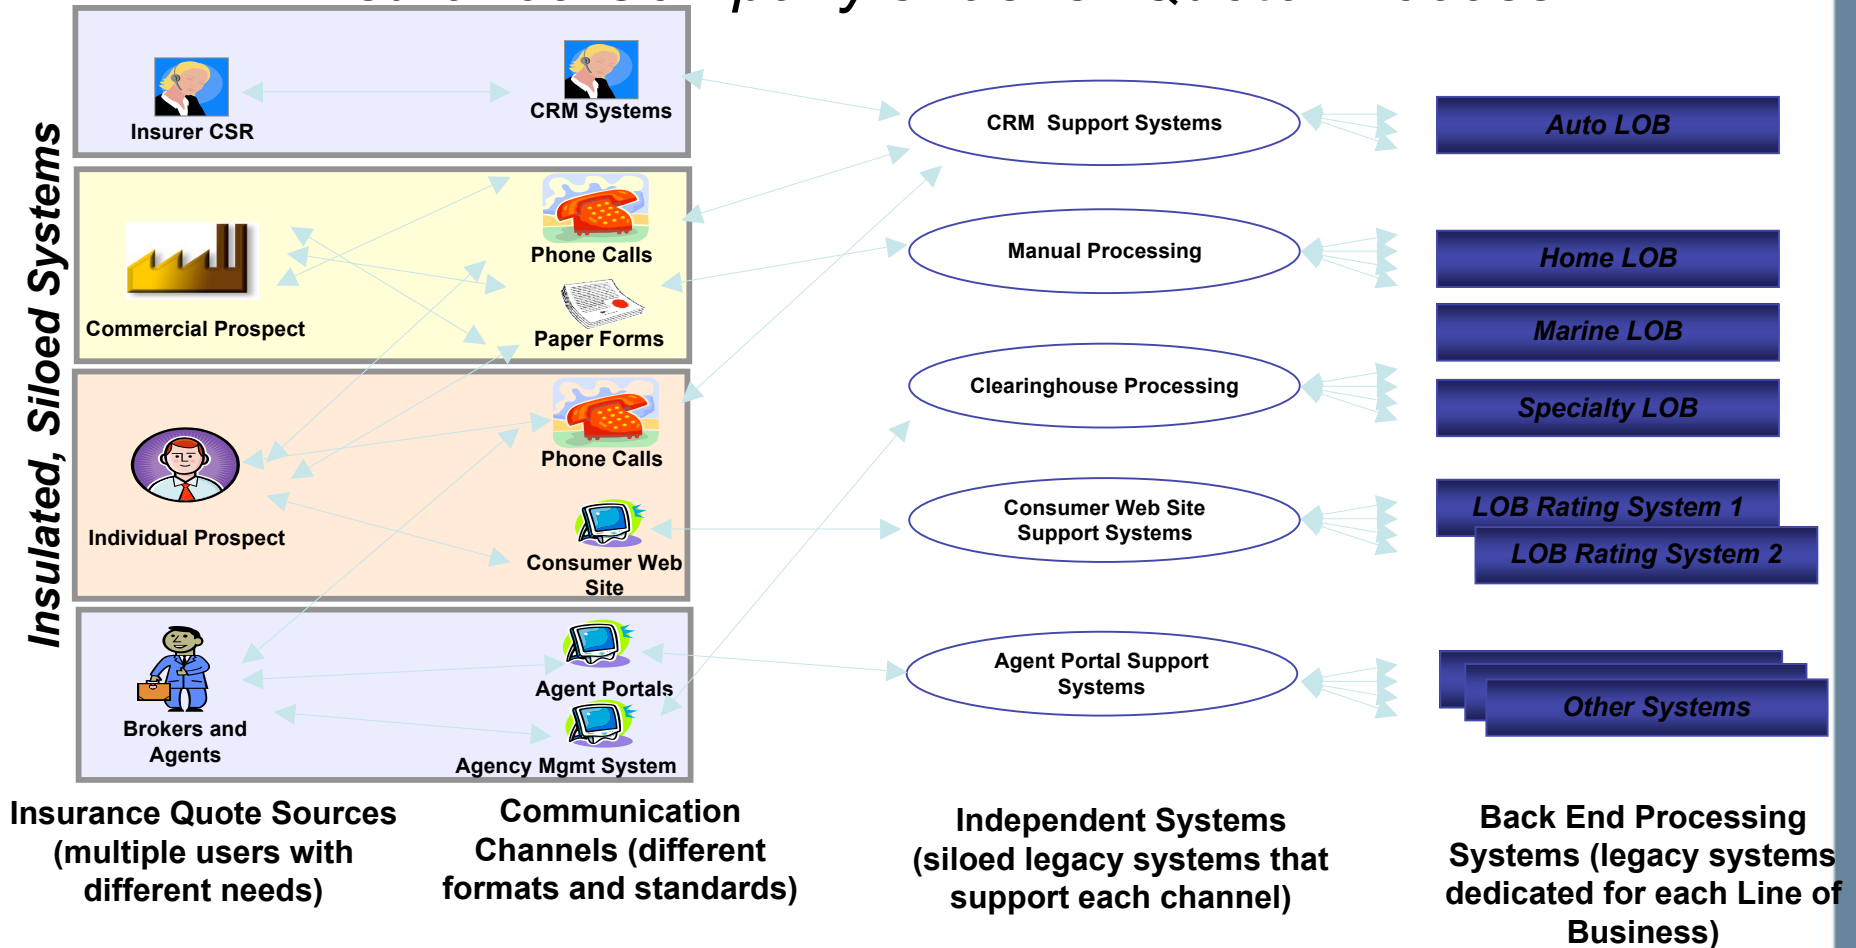 Insulated, Siloed Systems
Insurer CSR
CRM Systems
Commercial Prospect
Phone Calls
Paper Forms
Individual Prospect
Phone Calls
Consumer Web
Site
Brokers and
Agents
Agent Portals
Agency Mgmt System
CRM Support Systems
Manual Processing
Clearinghouse Processing
Consumer Web Site
Support Systems
Agent Portal Support
Systems
Auto LOB
Home LOB
Marine LOB
Specialty LOB
LOB Rating System 1
LOB Rating System 2
Other Systems
Insurance Quote Sources
(multiple users with
different needs)
Communication
Channels (different
formats and standards)
Independent Systems
(siloed legacy systems that
support each channel)
Back End Processing
Systems (legacy systems
dedicated for each Line of
Business)